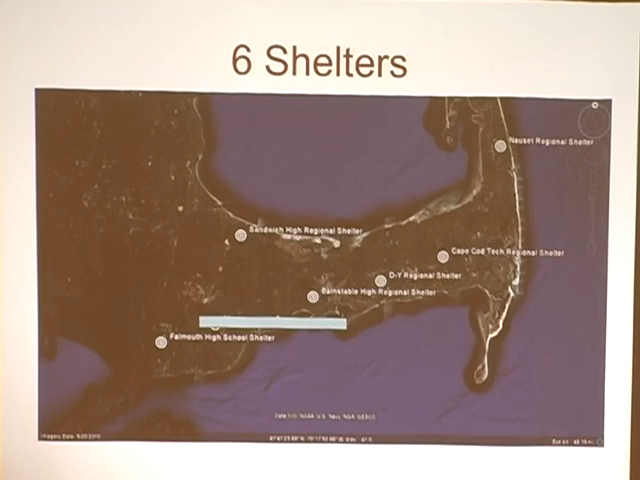 6 Shelters
Nauset Regional Shelter
Sandwich High Regional Shelter
Cape Cod Tech Regional Shelter
D-Y Regional Shelter
Barnstable High Regional Shelter
Falmouth High School Shelter